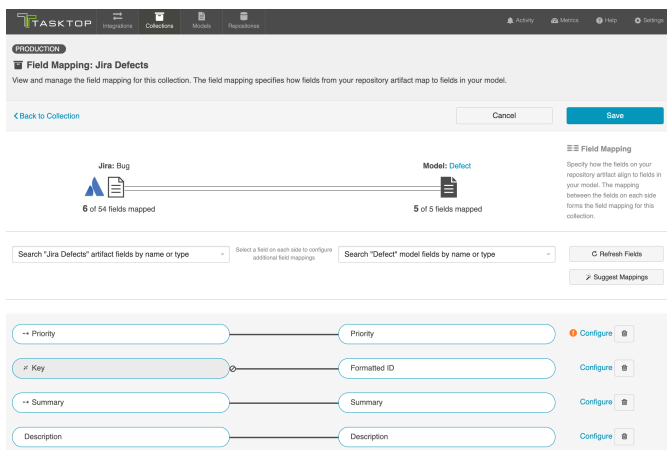 TASKTOP
Integrations
Collections
Models
Repositories
Activity
Metrics
Help
Settings
PRODUCTION
Field Mapping: Jira Defects
View and manage the field mapping for this collection. The field mapping specifies how fields from your repository artifact map to fields in your model.
Back to Collection
Cancel
Save
Jira: Bug
6 of 54 fields mapped
Model: Defect
5 of 5 fields mapped
Field Mapping
Specify how the fields on your
repository artifact align to fields in
your model. The mapping
between the fields on each side
forms the field mapping for this
collection.
Search "Jira Defects" artifact fields by name or type
Select a field on each side to configure
additional field mappings
Search "Defect" model fields by name or type
Refresh Fields
Suggest Mappings
Priority
Priority
Configure
Key
Formatted ID
Configure
Summary
Summary
Configure
Description
Description
Configure